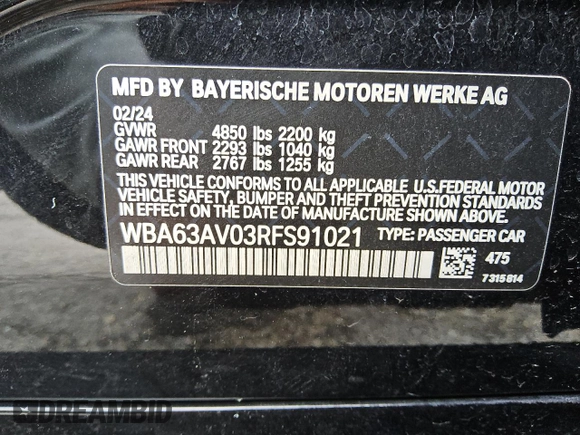 MFD BY BAYERISCHE MOTOREN WERKE AG
02/24
GVWR 4850 lbs 2200 kg
GAWR FRONT 2293 lbs 1040 kg
GAWR REAR 2767 lbs 1255 kg
THIS VEHICLE CONFORMS TO ALL APPLICABLE U.S.FEDERAL MOTOR
VEHICLE SAFETY, BUMPER AND THEFT PREVENTION
STANDARDS IN EFFECT ON THE DATE OF MANUFACTURE SHOWN ABOVE.
WBA63AV03RFS91021 TYPE: PASSENGER CAR
475
7315814
DREAMBID